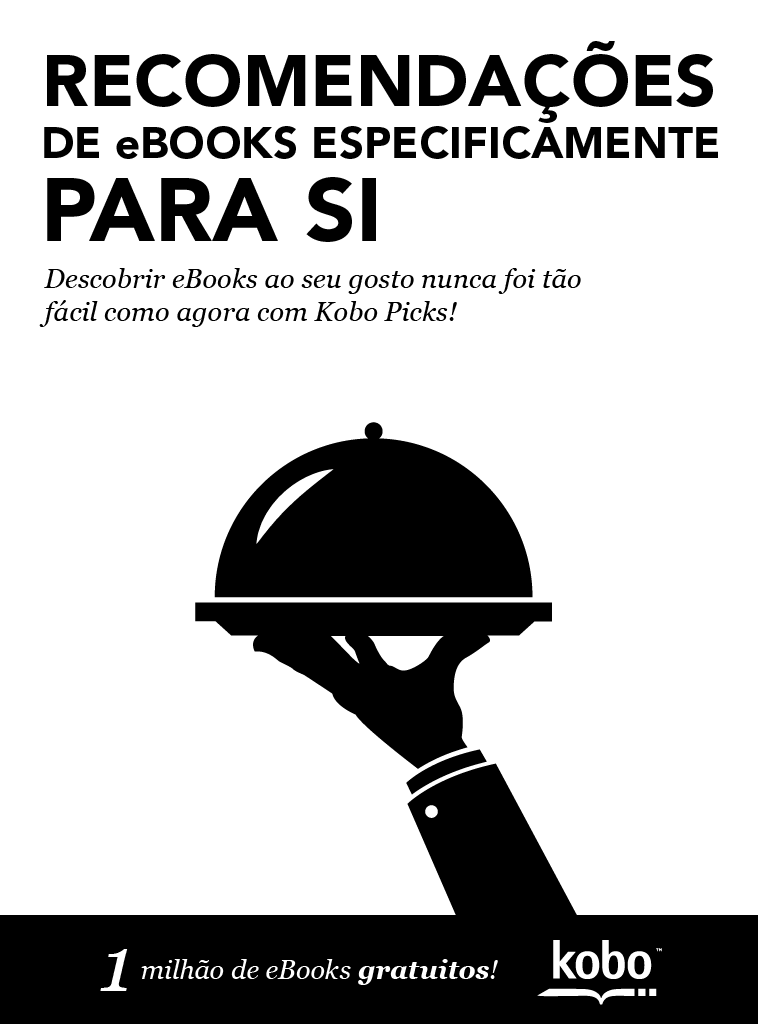 RECOMENDAÇÕES
DE eBOOKS ESPECIFICAMENTE
PARA SI
Descobrir eBooks ao seu gosto nunca foi tão
fácil como agora com Kobo Picks!
1 milhão de eBooks gratuitos!
kobo™